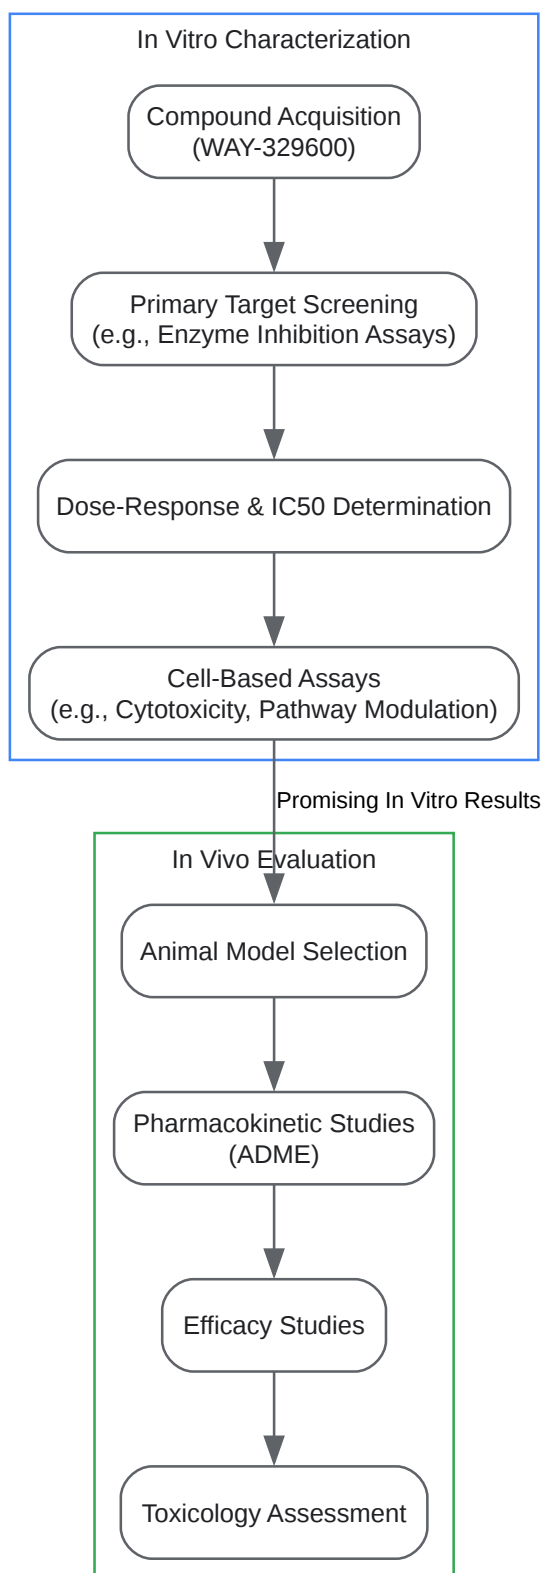 In Vitro Characterization
Compound Acquisition
(WAY-329600)
Primary Target Screening
(e.g., Enzyme Inhibition Assays)
Dose-Response & IC50 Determination
Cell-Based Assays
(e.g., Cytotoxicity, Pathway Modulation)
Promising In Vitro Results
In Vivo Evaluation
Animal Model Selection
Pharmacokinetic Studies
(ADME)
Efficacy Studies
Toxicology Assessment